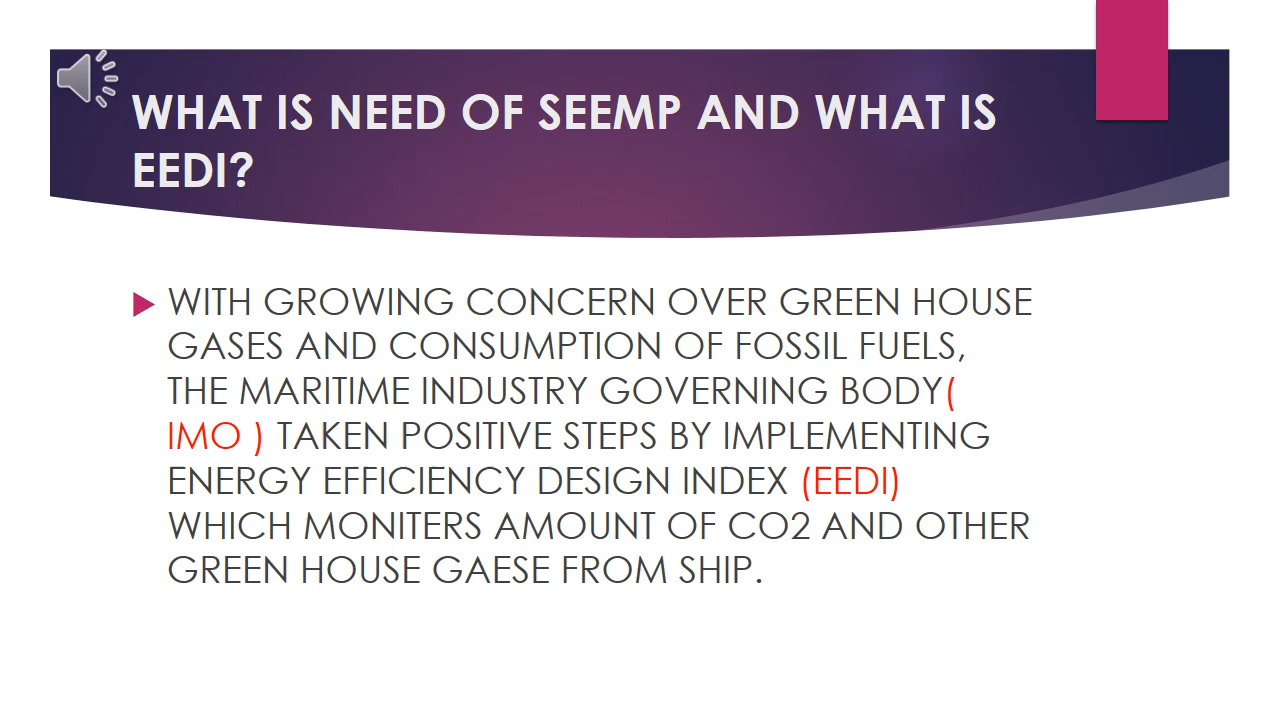 WHAT IS NEED OF SEEMP AND WHAT IS
EEDI?
WITH GROWING CONCERN OVER GREEN HOUSE
GASES AND CONSUMPTION OF FOSSIL FUELS,
THE MARITIME INDUSTRY GOVERNING BODY(
IMO ) TAKEN POSITIVE STEPS BY IMPLEMENTING
ENERGY EFFICIENCY DESIGN INDEX (EEDI)
WHICH MONITERS AMOUNT OF CO2 AND OTHER
GREEN HOUSE GAESE FROM SHIP.